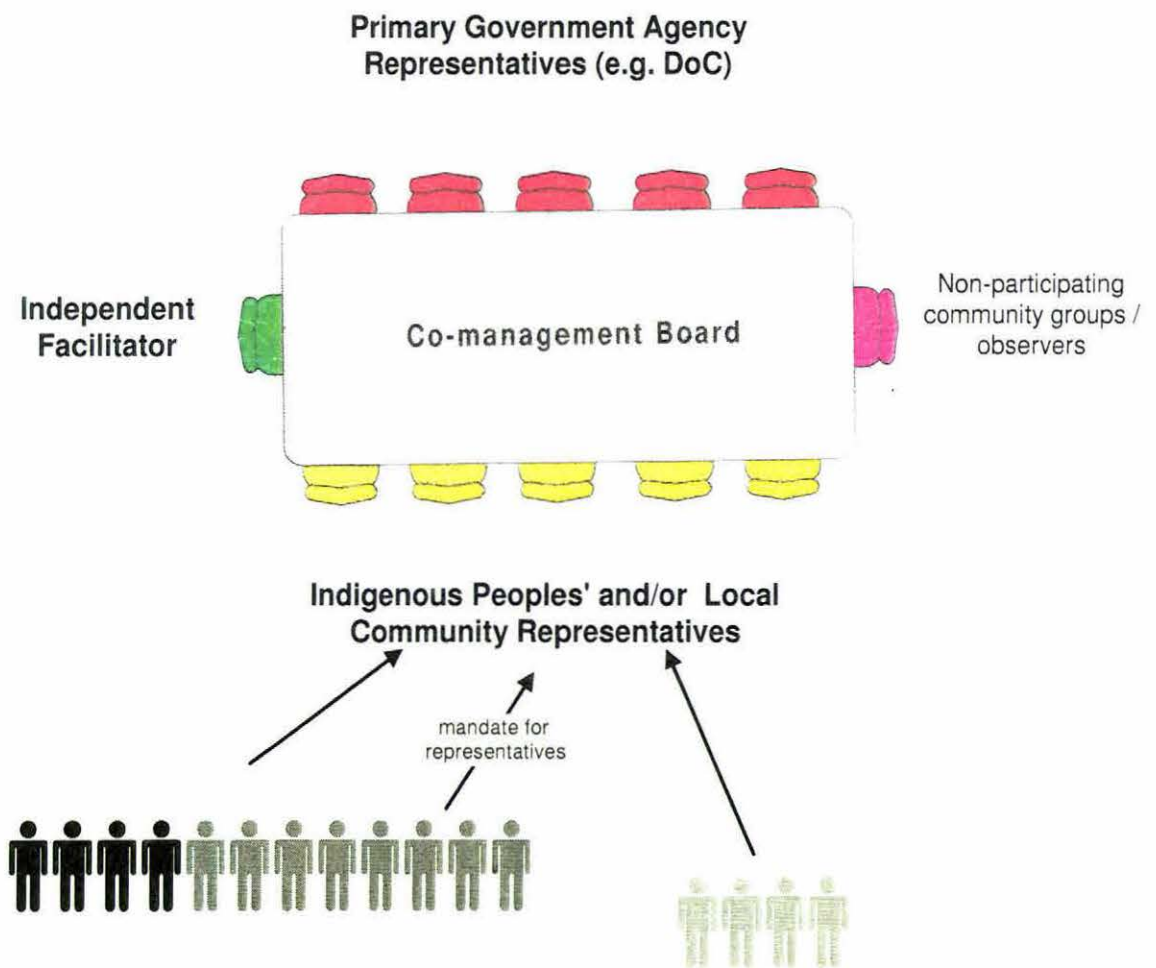 Primary Government Agency
Representatives (e.g. DoC)
Independent
Facilitator
Co-management Board
Non-participating
community groups /
observers
Indigenous Peoples' and/or Local
Community Representatives
mandate for
representatives